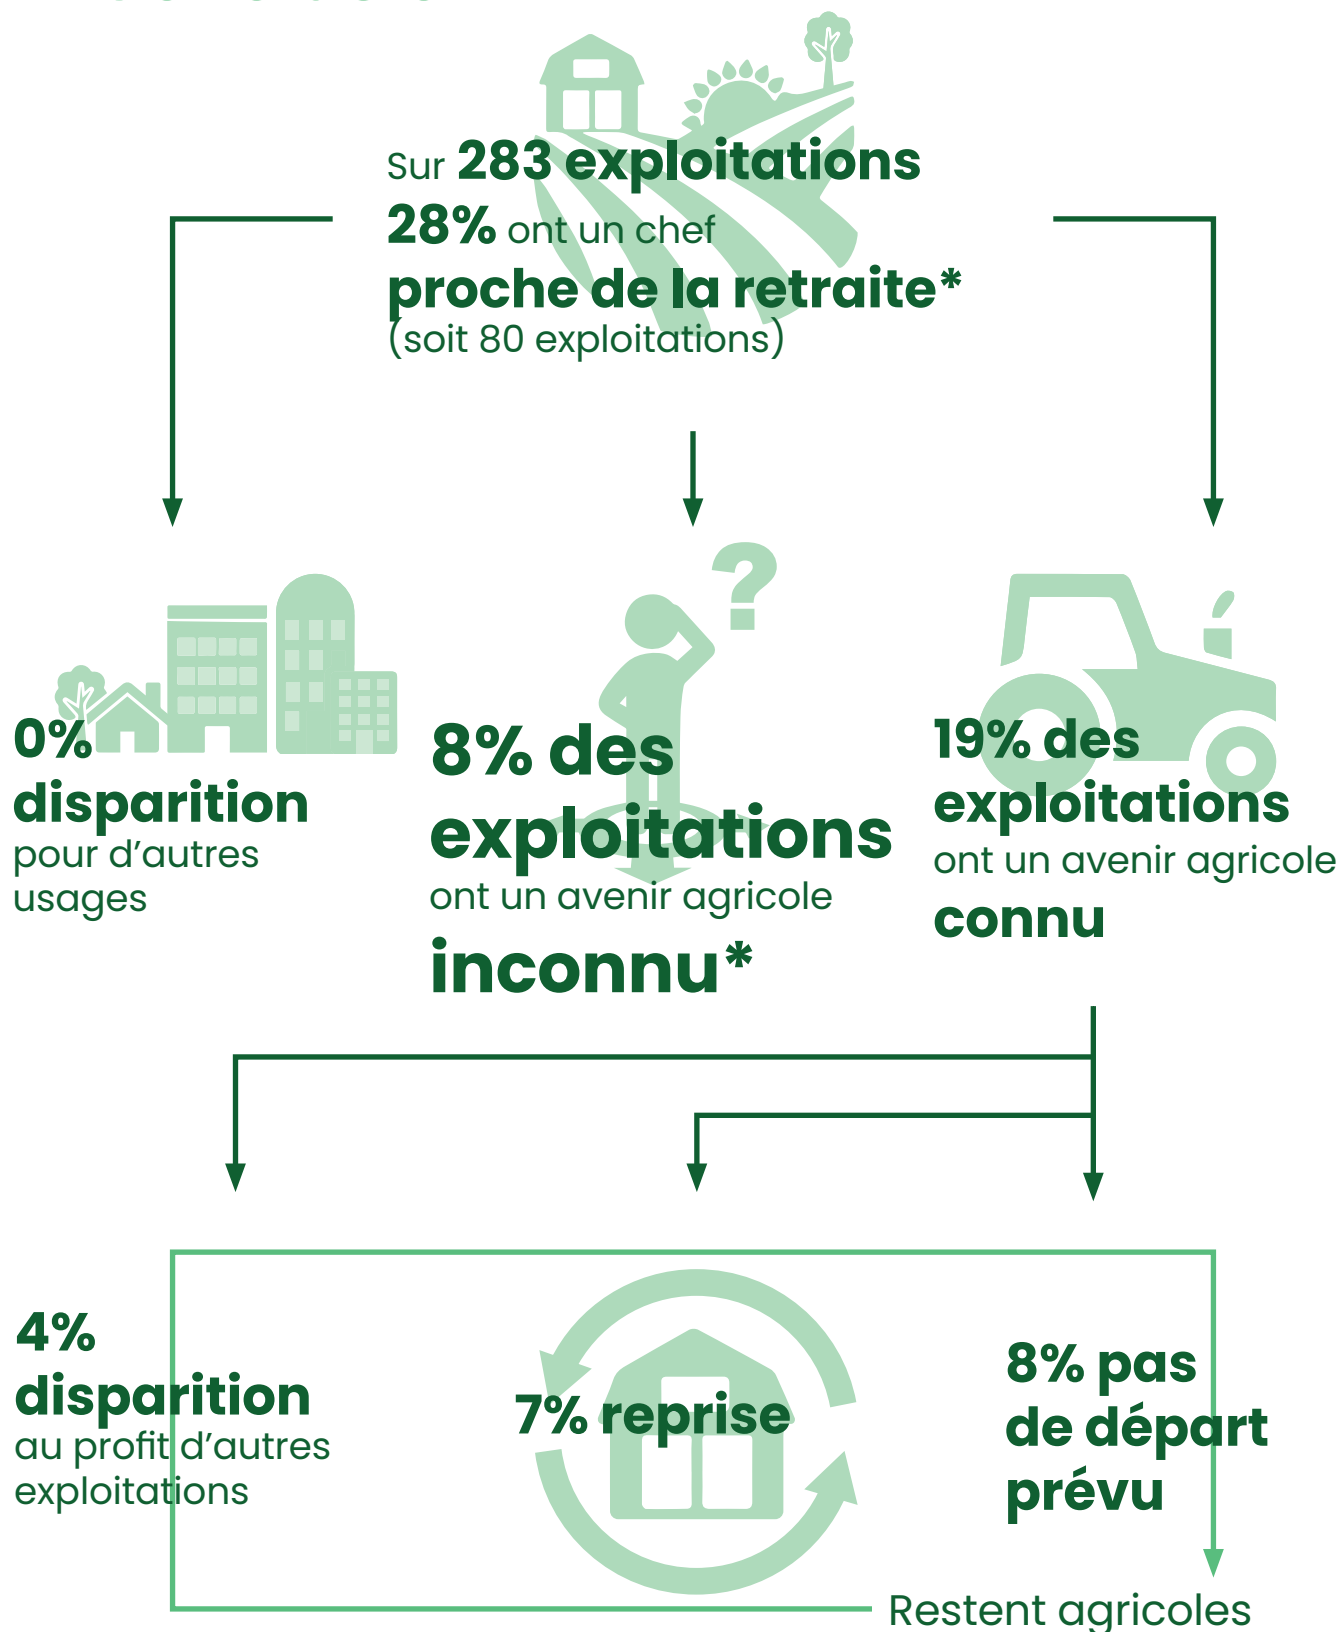 Sur 283 exploitations
28% ont un chef
proche de la retraite*
(soit 80 exploitations)
?
0%
disparition
pour d'autres
usages
8% des
exploitations
ont un avenir agricole
inconnu*
19% des
exploitations
ont un avenir agricole
connu
4%
disparition
au profit d'autres
exploitations
7% reprise
8% pas
de départ
prévu
Restent agricoles